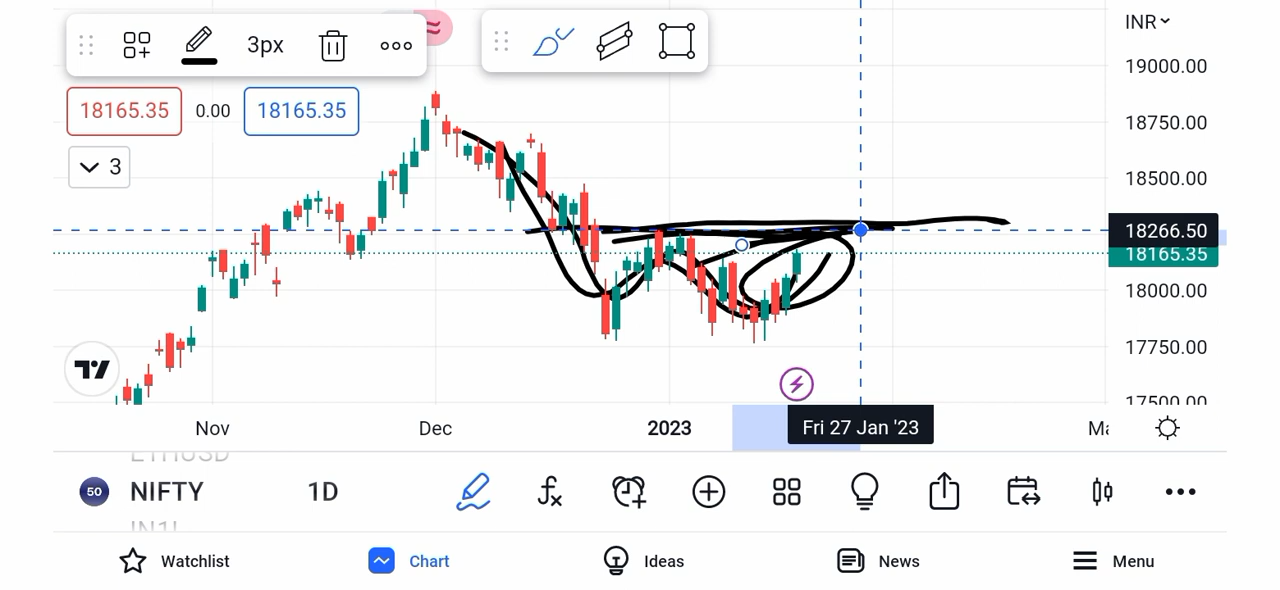 INR
3px
19000.00
18165.35 0.00 18165.35
18750.00
3
18500.00
18266.50
18165.35
18000.00
17750.00
17500.00
Nov Dec 2023 Fri 27 Jan '23
ETHUSD
50 NIFTY 1D
Watchlist Chart Ideas News Menu